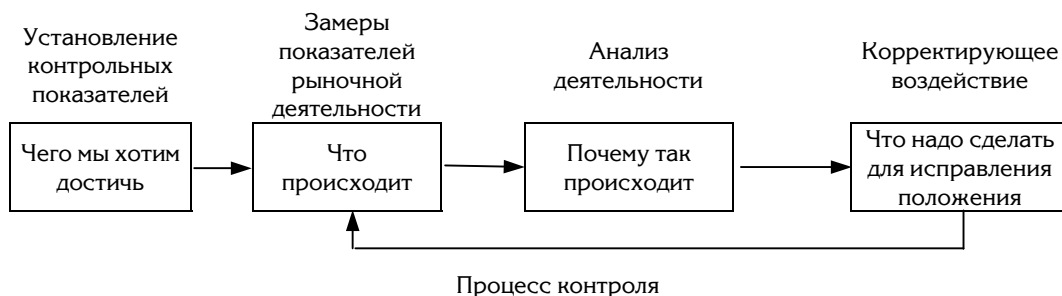 Установление
контрольных
показателей
Замеры
показателей
рыночной
деятельности
Анализ
деятельности
Корректирующее
воздействие
Чего мы хотим
достичь
Что
происходит
Почему так
происходит
Что надо сделать
для исправления
положения
Процесс контроля